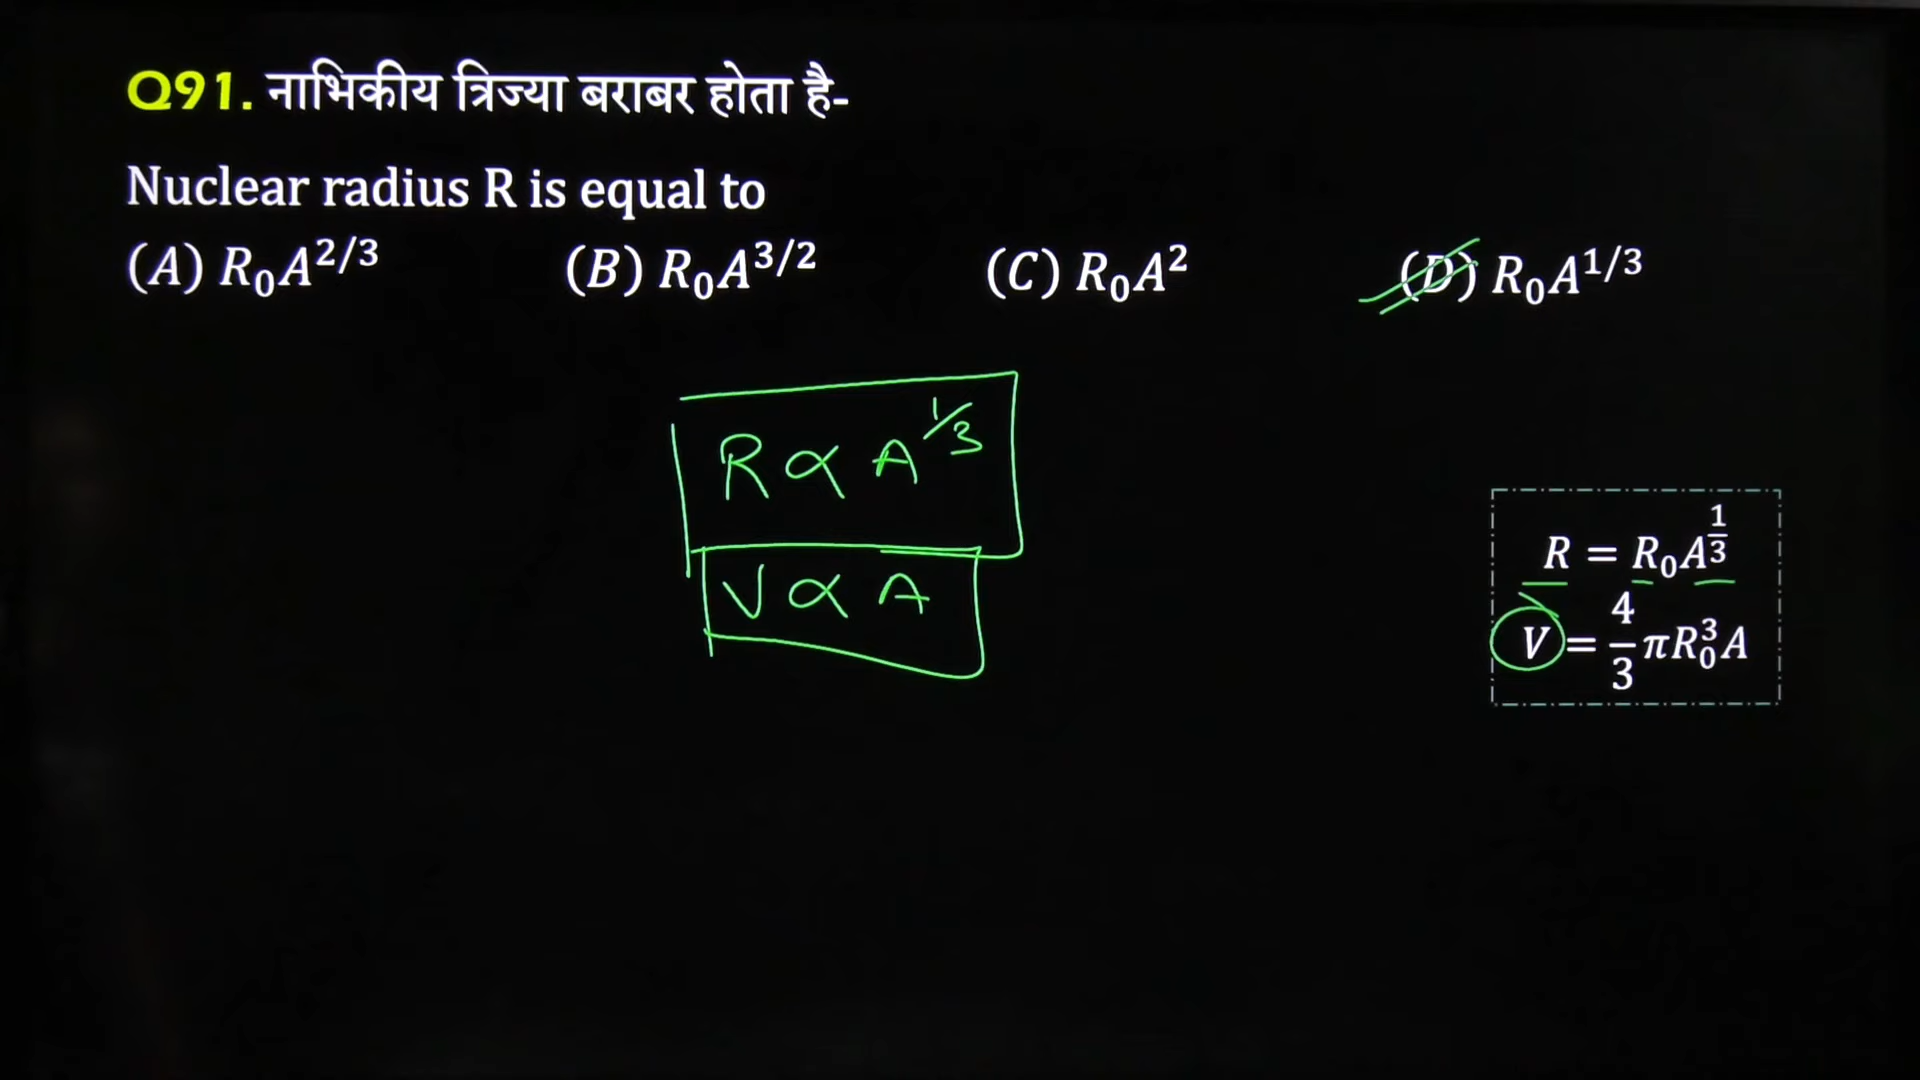 Q91. नाभिकीय त्रिज्या बराबर होता है-
Nuclear radius R is equal to
(A) R₀A^{2/3} (B) R₀A^{3/2} (C) R₀A² (D) R₀A^{1/3}
R ∝ A^{1/3}
V ∝ A
R = R₀A^{1/3}
V = 4/3 πR₀³A